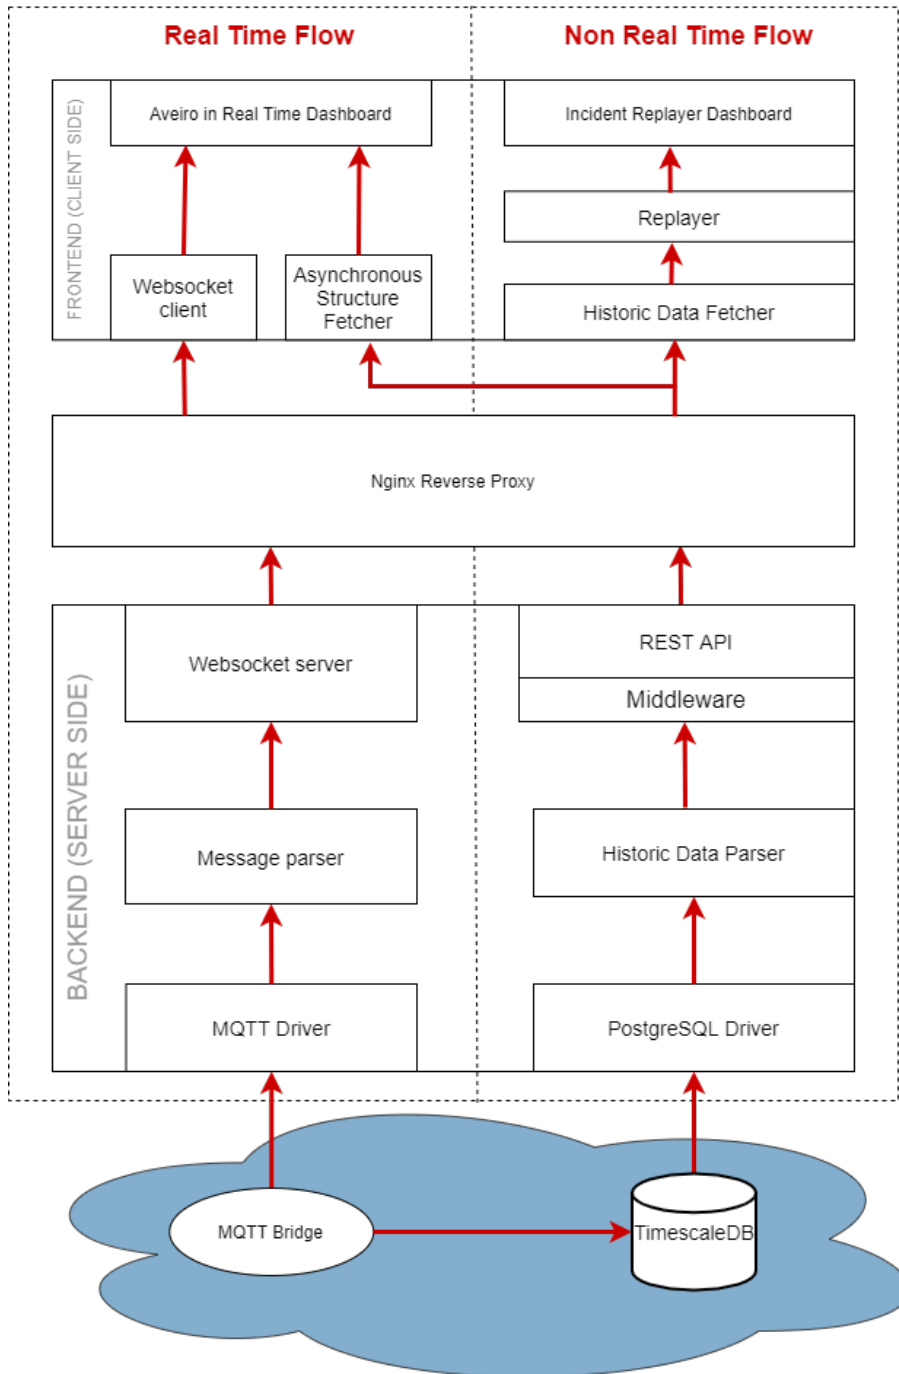 Real Time Flow
Non Real Time Flow
FRONTEND (CLIENT SIDE)
Aveiro in Real Time Dashboard
Incident Replayer Dashboard
Replayer
Websocket
client
Asynchronous
Structure
Fetcher
Historic Data Fetcher
Nginx Reverse Proxy
BACKEND (SERVER SIDE)
Websocket server
REST API
Middleware
Message parser
Historic Data Parser
MQTT Driver
PostgreSQL Driver
MQTT Bridge
TimescaleDB